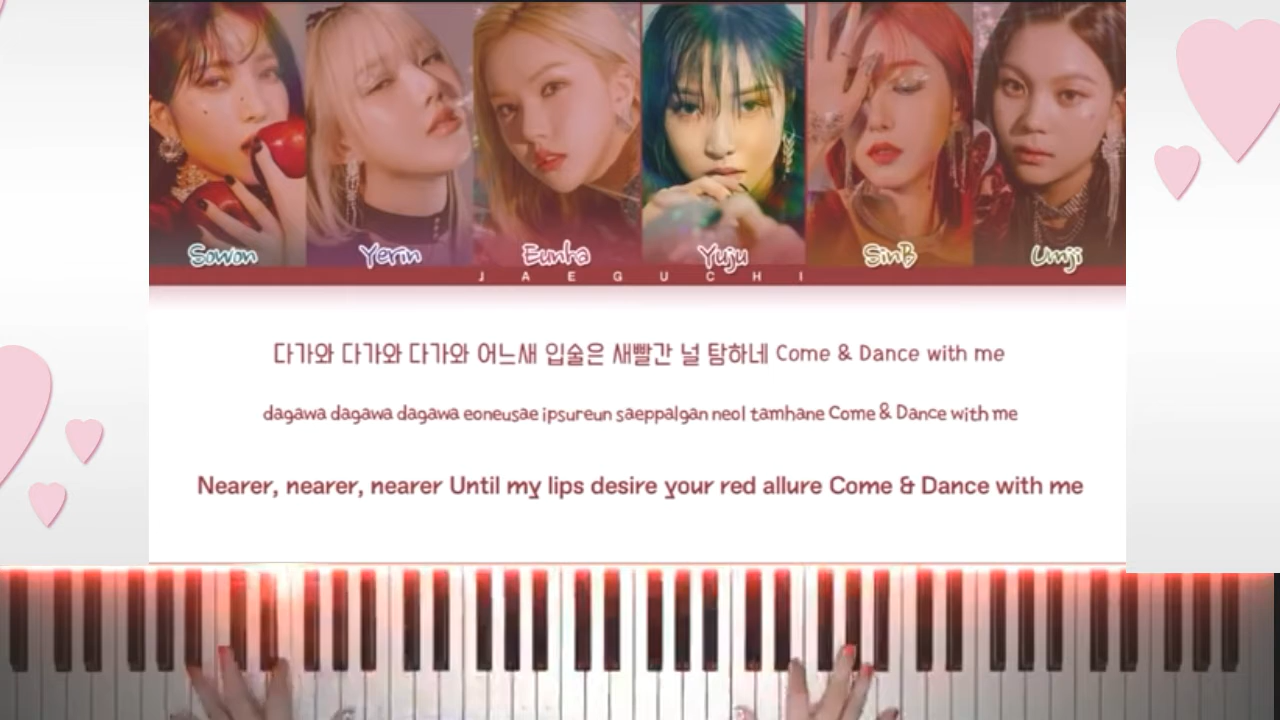 Sowon Yerin Eunha Yuju SinB Umji
JAEGUCHI
다가와 다가와 다가와 어느새 입술은 새빨간 널 탐하네 Come & Dance with me
dagawa dagawa dagawa eoneusae ipsureun saeppalgan neol tamhane Come & Dance with me
Nearer, nearer, nearer Until my lips desire your red allure Come & Dance with me